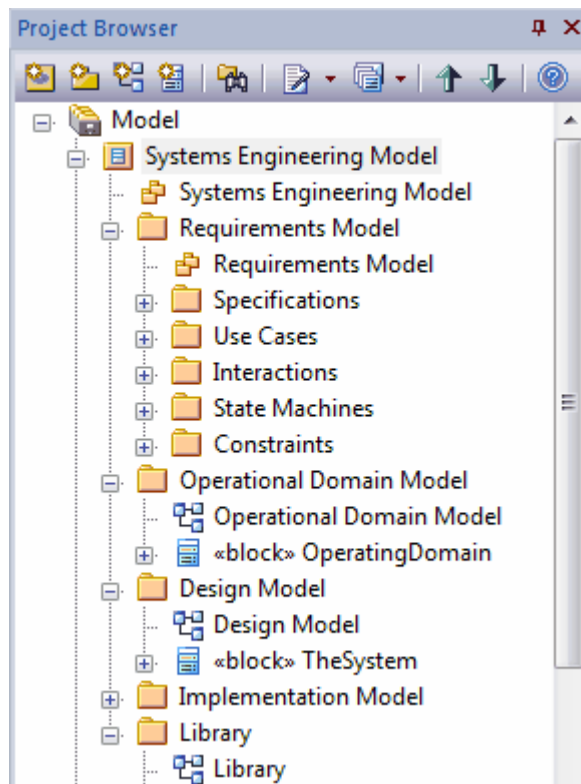 Project Browser
Model
Systems Engineering Model
Systems Engineering Model
Requirements Model
Requirements Model
Specifications
Use Cases
Interactions
State Machines
Constraints
Operational Domain Model
Operational Domain Model
«block» OperatingDomain
Design Model
Design Model
«block» TheSystem
Implementation Model
Library
Library